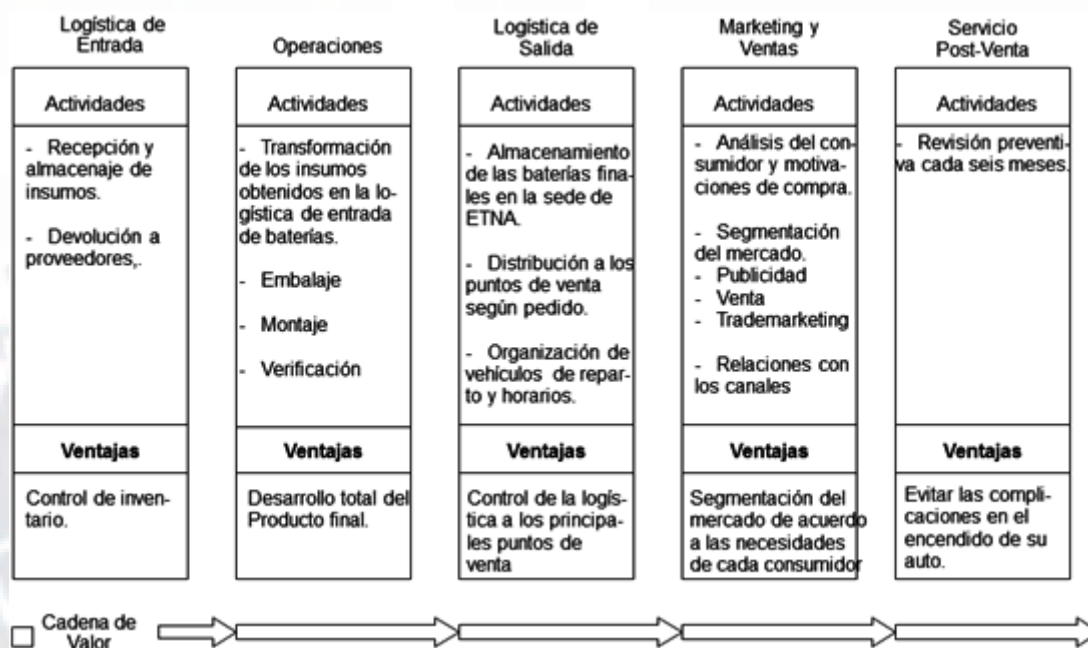 Logística de
Entrada
Actividades
- Recepción y
almacenaje de
insumos.
- Devolución a
proveedores,.
Ventajas
Control de inven-
tario.
Operaciones
Actividades
- Transformación
de los insumos
obtenidos en la lo-
gística de entrada
de baterías.
- Embalaje
- Montaje
- Verificación
Ventajas
Desarrollo total del
Producto final.
Logística de
Salida
Actividades
- Almacenamiento
de las baterías fina-
les en la sede de
ETNA.
- Distribución a los
puntos de venta
según pedido.
- Organización de
vehículos de repar-
to y horarios.
Ventajas
Control de la logís-
tica a los principa-
les puntos de
venta
Marketing y
Ventas
Actividades
- Análisis del con-
sumidor y motiva-
ciones de compra.
- Segmentación
del mercado.
- Publicidad
- Venta
- Trademarketing
- Relaciones con
los canales
Ventajas
Segmentación del
mercado de acuerdo
a las necesidades
de cada consumidor
Servicio
Post-Venta
Actividades
- Revisión preventi-
va cada seis meses.
Ventajas
Evitar las compli-
caciones en el
encendido de su
auto.
Cadena de
Valor